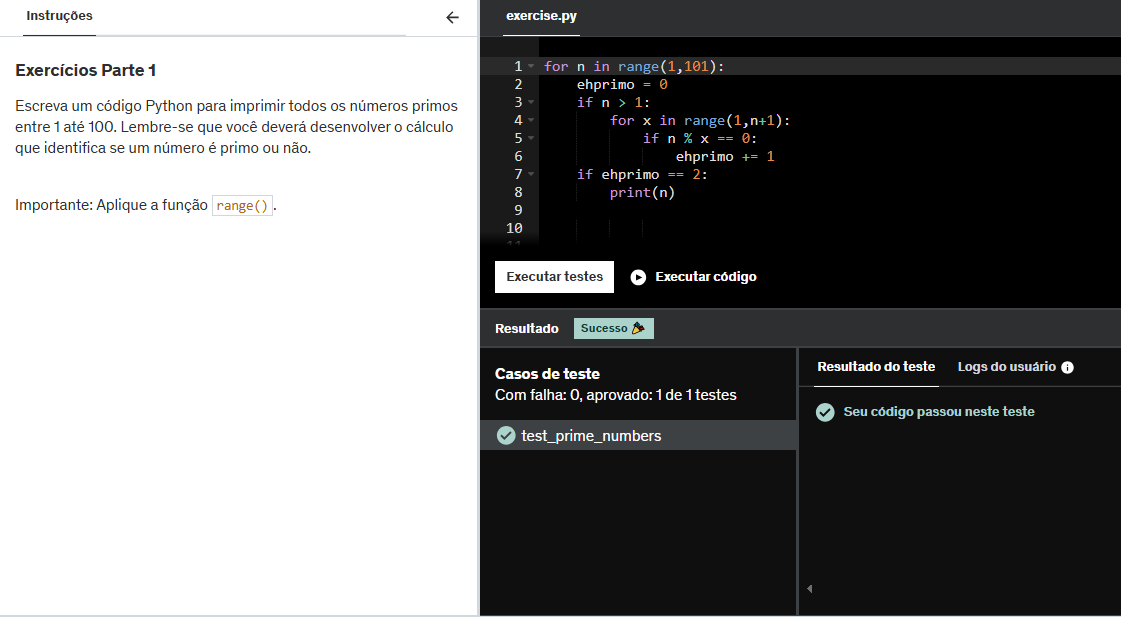 Instruções
Exercícios Parte 1
Escreva um código Python para imprimir todos os números primos
entre 1 até 100. Lembre-se que você deverá desenvolver o cálculo
que identifica se um número é primo ou não.
Importante: Aplique a função range().
exercise.py
1 for n in range(1,101):
2     ehprimo = 0
3     if n > 1:
4         for x in range(1,n+1):
5             if n % x == 0:
6                 ehprimo += 1
7     if ehprimo == 2:
8         print(n)
9
10
11
Executar testes
Executar código
Resultado
Sucesso
Casos de teste
Com falha: 0, aprovado: 1 de 1 testes
test_prime_numbers
Resultado do teste
Logs do usuário
Seu código passou neste teste